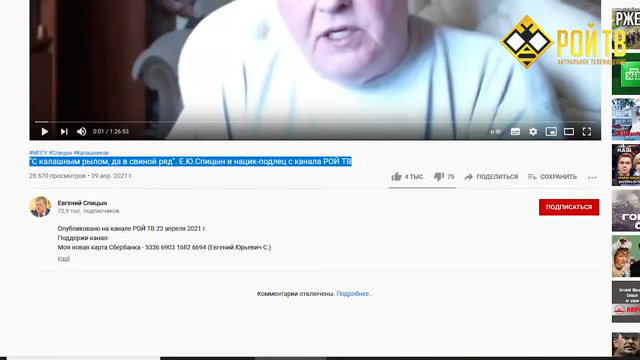 РОЙ ТВ
АКТУАЛЬНОЕ ТЕЛЕВИДЕНИЕ
РЖЕ
0:01 / 1:26:53
#МПГУ #Спицын #Калашников
"С калашным рылом, да в свиной ряд". Е.Ю.Спицын и нацик-подлец с канала РОЙ ТВ
28 670 просмотров • 29 апр. 2021 г.
4 ТЫС.
75
ПОДЕЛИТЬСЯ
СОХРАНИТЬ
Евгений Спицын
72,9 тыс. подписчиков
ПОДПИСАТЬСЯ
Опубликовано на канале РОЙ ТВ 23 апреля 2021 г.
Поддержи канал:
Моя новая карта Сбербанка - 5336 6903 1682 6694 (Евгений Юрьевич С.)
ЕЩЁ
Комментарии отключены. Подробнее…